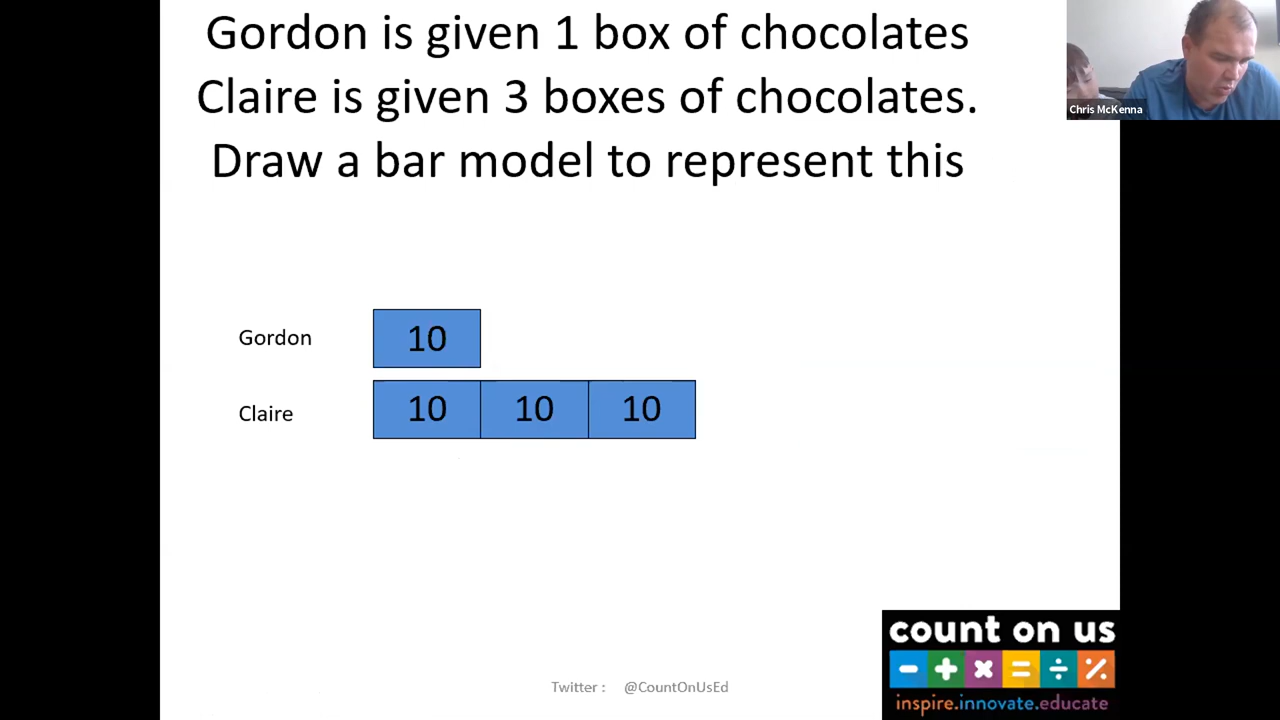 Gordon is given 1 box of chocolates
Claire is given 3 boxes of chocolates.
Draw a bar model to represent this
Chris McKenna
Gordon 10
Claire 10 10 10
count on us
− + × = ÷ %
inspire.innovate.educate
Twitter : @CountOnUsEd